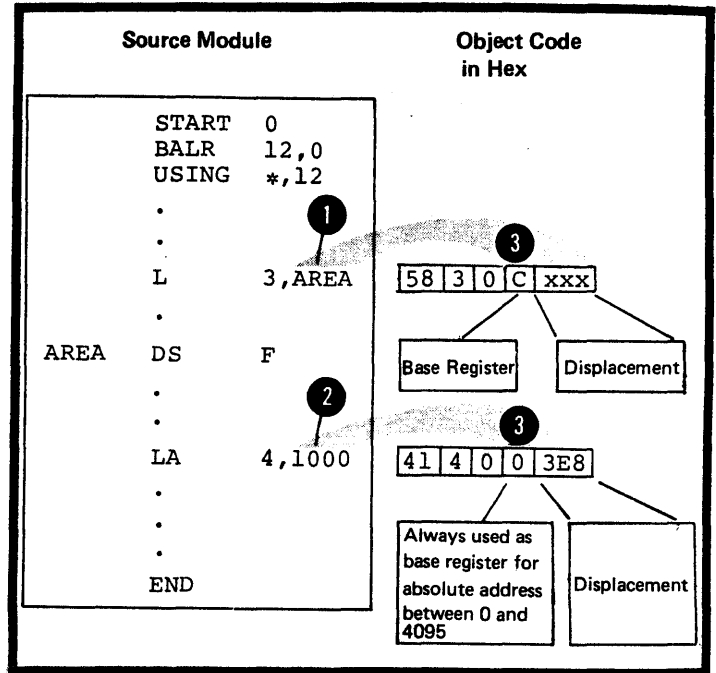 Source Module
Object Code
in Hex
START 0
BALR 12,0
USING *,12
.
1
.
3
L 3,AREA
58 3 0 C xxx
.
AREA DS F
Base Register
Displacement
.
2
.
3
LA 4,1000
41 4 0 0 3E8
.
.
.
END
Always used as
base register for
absolute address
between 0 and
4095
Displacement